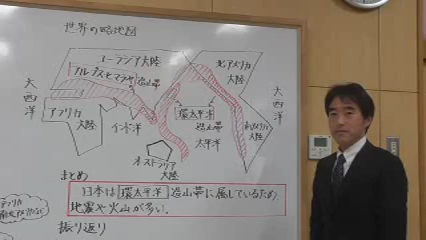 世界の略地図
ユーラシア大陸
アルプスヒマラヤ造山帯
北アメリカ
大陸
大西洋
大西洋
アフリカ
大陸
インド洋
環太平洋
造山帯
太平洋
南アメリカ
大陸
オーストラリア
大陸
まとめ
日本は環太平洋造山帯に属しているため、
地震や火山が多い。
振り返り